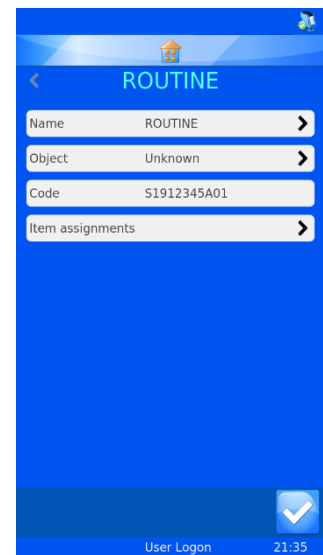 ROUTINE
Name ROUTINE
Object Unknown
Code S1912345A01
Item assignments
User Logon 21:35